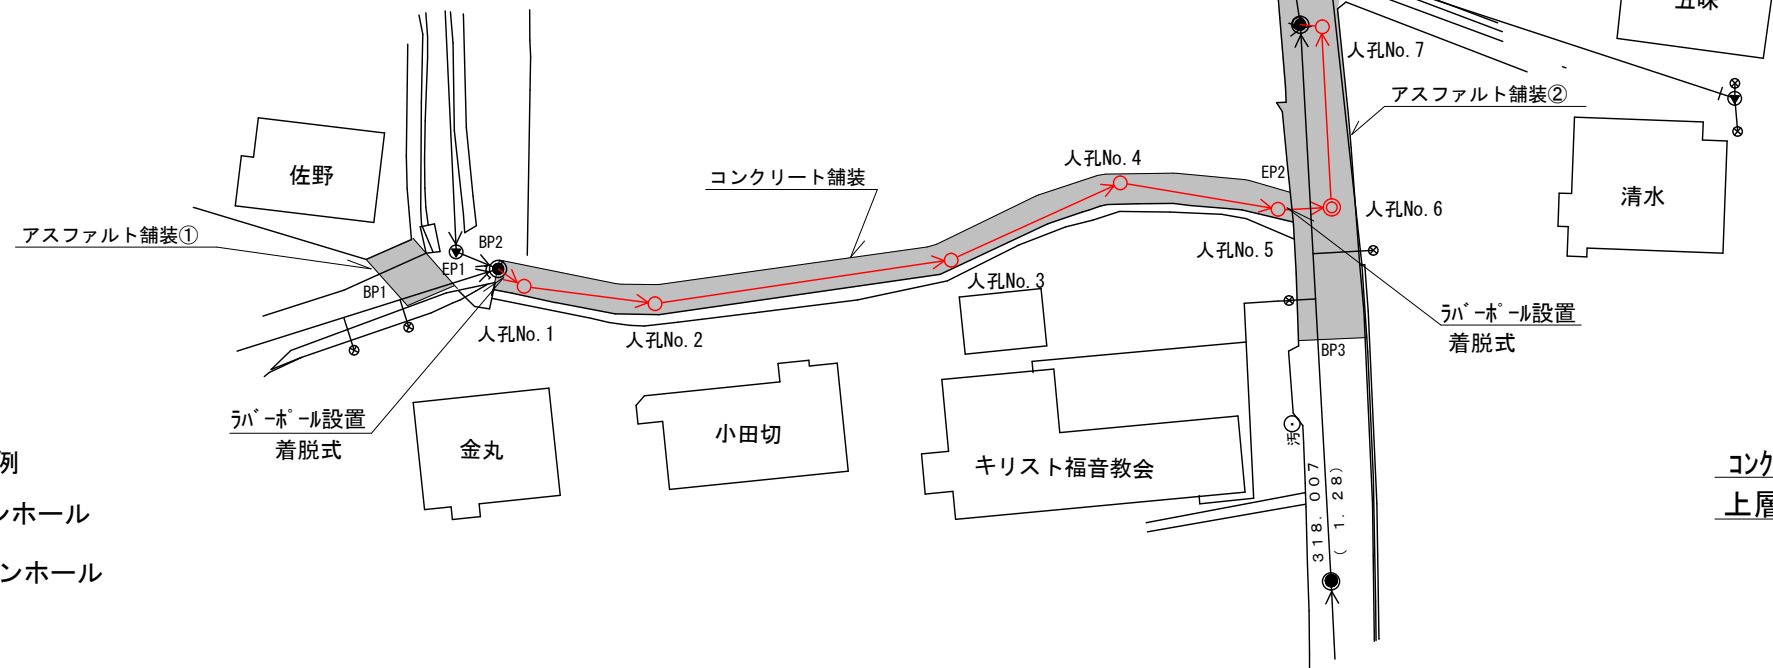 五味
人孔No. 7
アスファルト舗装②
人孔No. 4
佐野
コンクリート舗装
EP2
清水
人孔No. 6
アスファルト舗装①
BP2
EP1
人孔No. 5
BP1
人孔No. 3
ラバーポール設置
着脱式
人孔No. 1
人孔No. 2
BP3
ラバーポール設置
着脱式
金丸
小田切
キリスト福音教会
汚
例
ンホール
ンホール
318. 007
( 1. 28)
コンク
上層